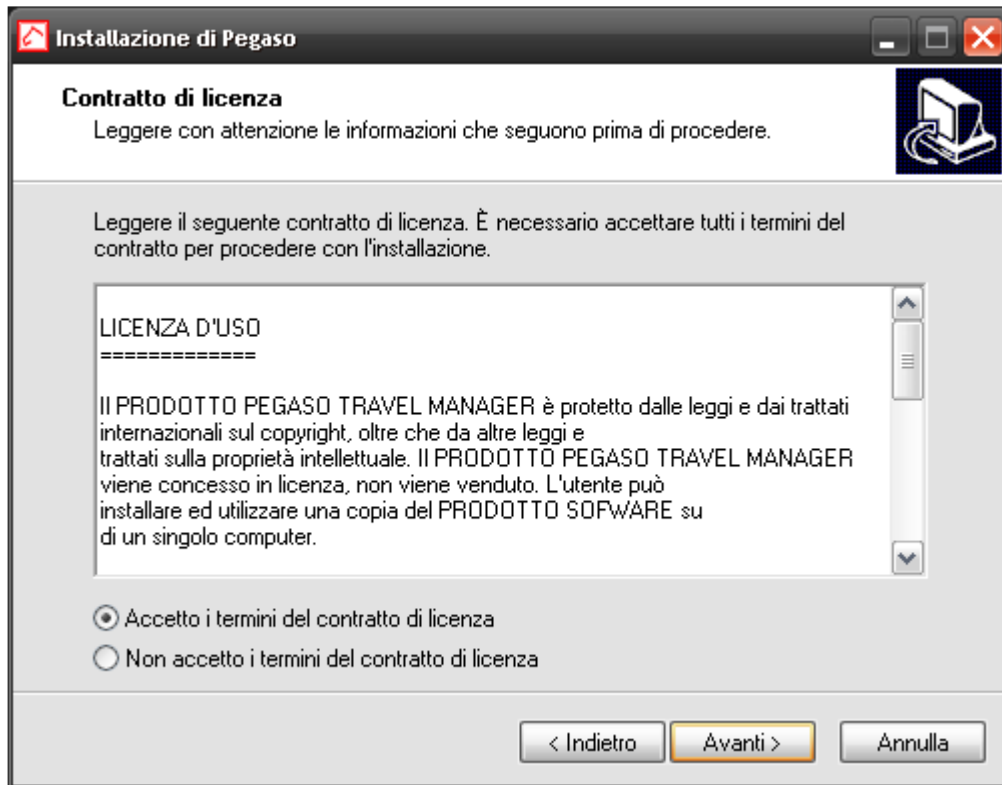 Installazione di Pegaso
Contratto di licenza
Leggere con attenzione le informazioni che seguono prima di procedere.
Leggere il seguente contratto di licenza. È necessario accettare tutti i termini del
contratto per procedere con l'installazione.
LICENZA D'USO
=============
Il PRODOTTO PEGASO TRAVEL MANAGER è protetto dalle leggi e dai trattati
internazionali sul copyright, oltre che da altre leggi e
trattati sulla proprietà intellettuale. Il PRODOTTO PEGASO TRAVEL MANAGER
viene concesso in licenza, non viene venduto. L'utente può
installare ed utilizzare una copia del PRODOTTO SOFWARE su
di un singolo computer.
Accetto i termini del contratto di licenza
Non accetto i termini del contratto di licenza
< Indietro
Avanti >
Annulla